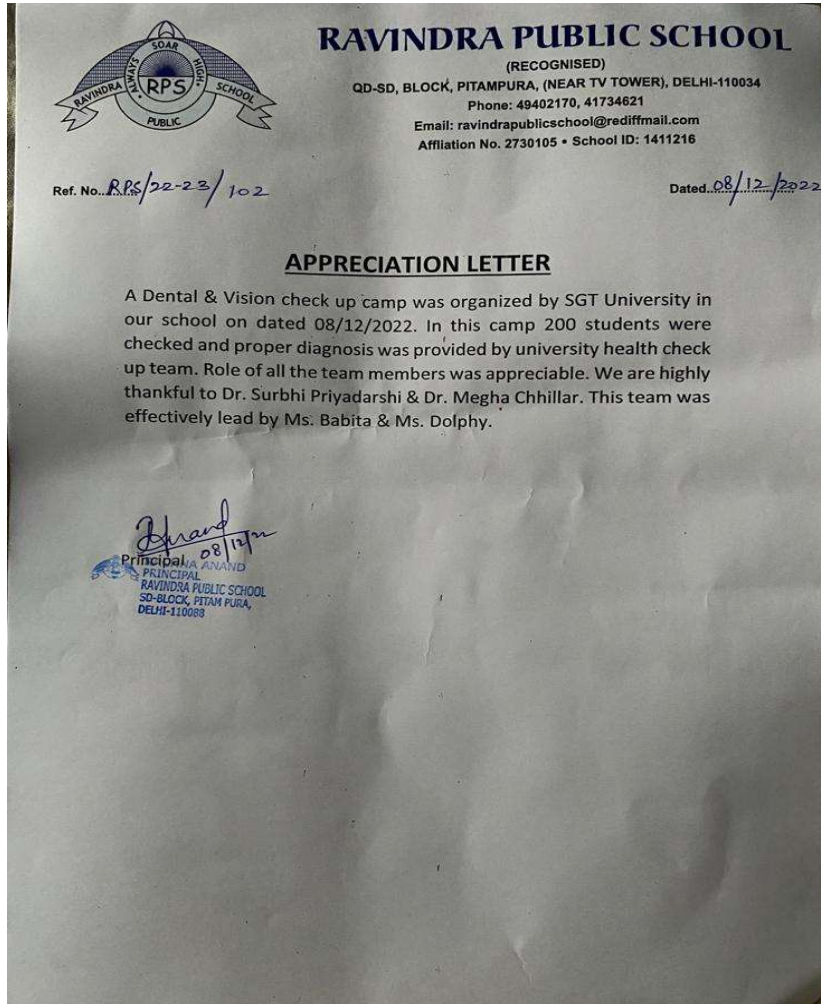 SOAR
ALWAYS HIGH
RPS
RAVINDRA PUBLIC SCHOOL
RAVINDRA PUBLIC SCHOOL
(RECOGNISED)
QD-SD, BLOCK, PITAMPURA, (NEAR TV TOWER), DELHI-110034
Phone: 49402170, 41734621
Email: ravindrapublicschool@rediffmail.com
Affliation No. 2730105 • School ID: 1411216
Ref. No..RPS/22-23/102
Dated..08/12/2022
APPRECIATION LETTER
A Dental & Vision check up camp was organized by SGT University in
our school on dated 08/12/2022. In this camp 200 students were
checked and proper diagnosis was provided by university health check
up team. Role of all the team members was appreciable. We are highly
thankful to Dr. Surbhi Priyadarshi & Dr. Megha Chhillar. This team was
effectively lead by Ms. Babita & Ms. Dolphy.
08/12/22
Principal
ANAND
PRINCIPAL
RAVINDRA PUBLIC SCHOOL
SD-BLOCK, PITAM PURA,
DELHI-110088